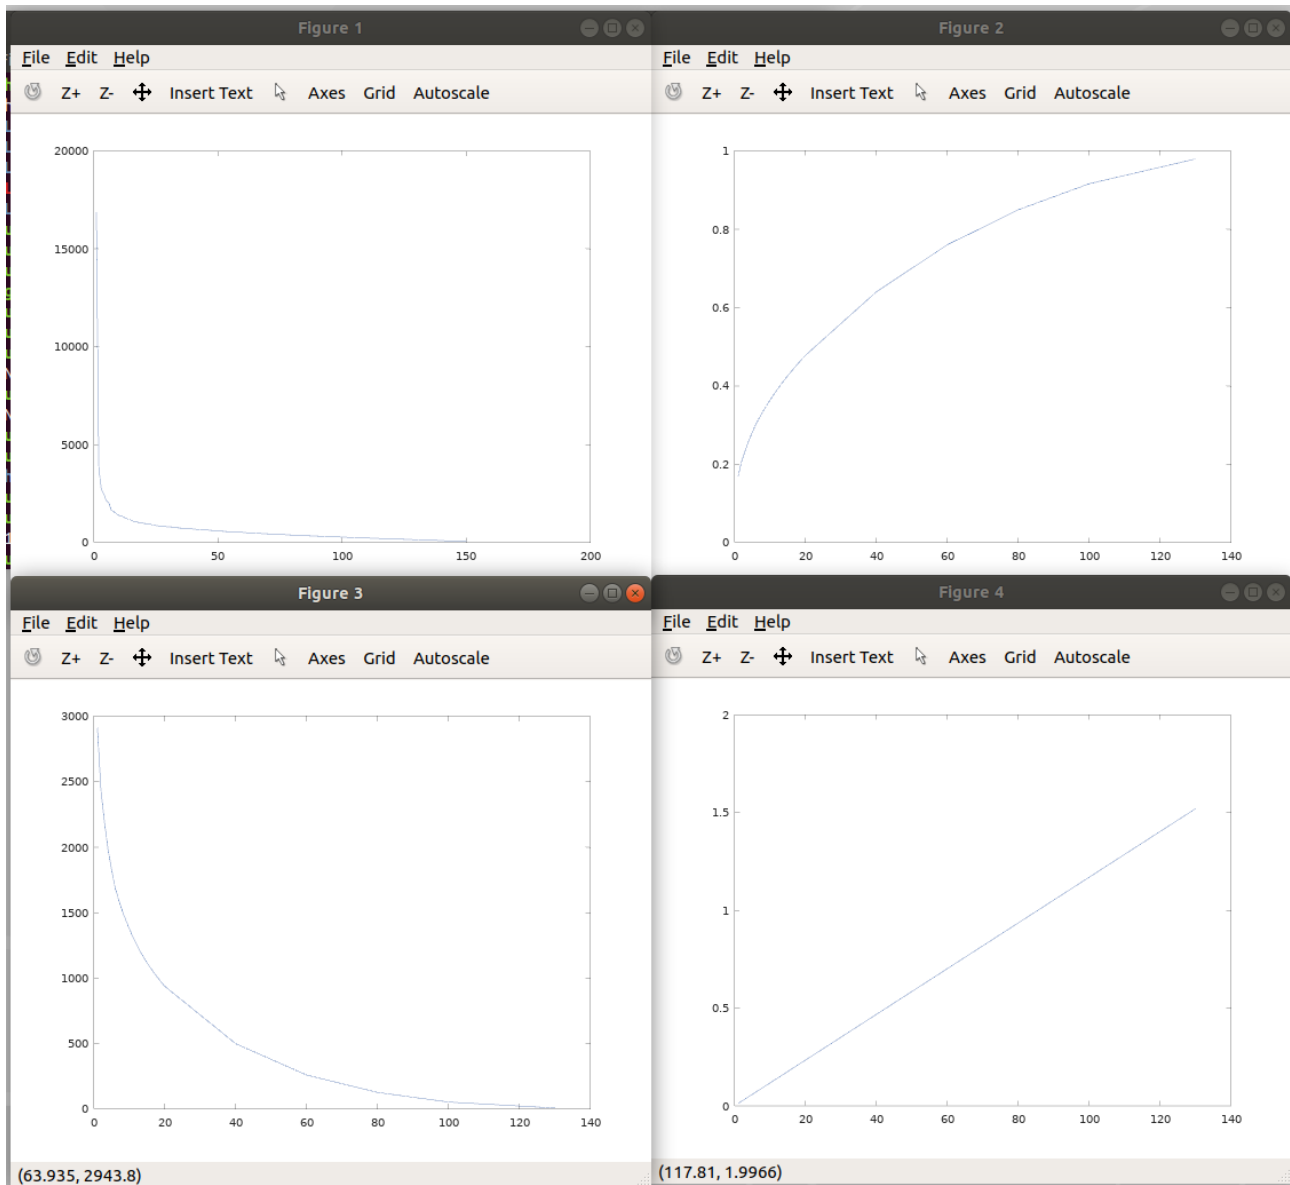 Figure 1
File Edit Help
Z+ Z- Insert Text Axes Grid Autoscale
20000
15000
10000
5000
0
0 50 100 150 200
Figure 2
File Edit Help
Z+ Z- Insert Text Axes Grid Autoscale
1
0.8
0.6
0.4
0.2
0
0 20 40 60 80 100 120 140
Figure 3
File Edit Help
Z+ Z- Insert Text Axes Grid Autoscale
3000
2500
2000
1500
1000
500
0
0 20 40 60 80 100 120 140
(63.935, 2943.8)
Figure 4
File Edit Help
Z+ Z- Insert Text Axes Grid Autoscale
2
1.5
1
0.5
0
0 20 40 60 80 100 120 140
(117.81, 1.9966)